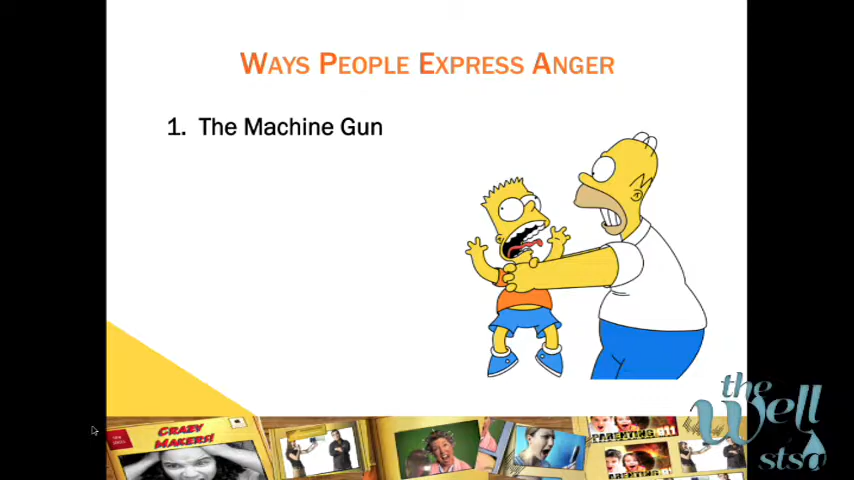 WAYS PEOPLE EXPRESS ANGER
1. The Machine Gun
CRAZY
MAKERS!
PARENTING 911
the
well
stsa